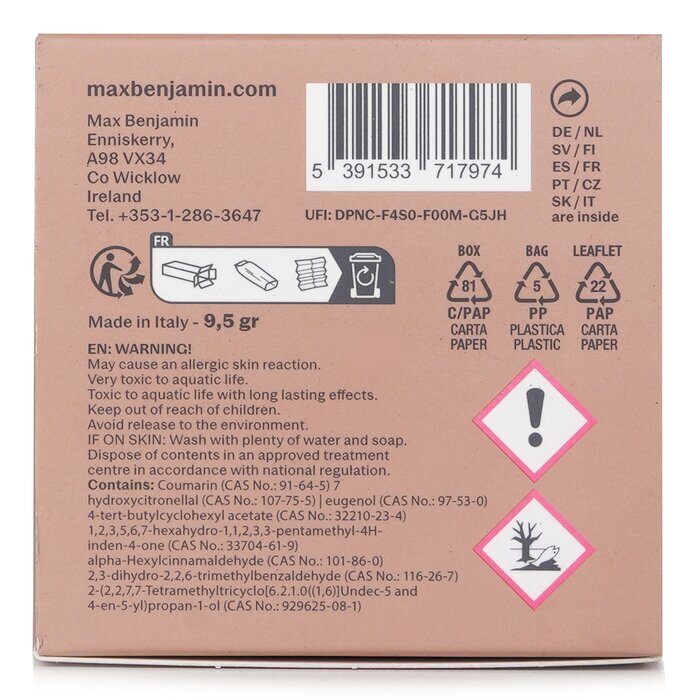 maxbenjamin.com
Max Benjamin
Enniskerry,
A98 VX34
Co Wicklow
Ireland
Tel. +353-1-286-3647
5 391533 717974
UFI: DPNC-F4S0-F00M-G5JH
DE / NL
SV / FI
ES / FR
PT / CZ
SK / IT
are inside
FR
Made in Italy - 9,5 gr
BOX
81
C/PAP
CARTA
PAPER
BAG
5
PP
PLASTICA
PLASTIC
LEAFLET
22
PAP
CARTA
PAPER
EN: WARNING!
May cause an allergic skin reaction.
Very toxic to aquatic life.
Toxic to aquatic life with long lasting effects.
Keep out of reach of children.
Avoid release to the environment.
IF ON SKIN: Wash with plenty of water and soap.
Dispose of contents in an approved treatment
centre in accordance with national regulation.
Contains: Coumarin (CAS No.: 91-64-5) 7
hydroxycitronellal (CAS No.: 107-75-5) | eugenol (CAS No.: 97-53-0)
4-tert-butylcyclohexyl acetate (CAS No.: 32210-23-4)
1,2,3,5,6,7-hexahydro-1,1,2,3,3-pentamethyl-4H-
inden-4-one (CAS No.: 33704-61-9)
alpha-Hexylcinnamaldehyde (CAS No.: 101-86-0)
2,3-dihydro-2,2,6-trimethylbenzaldehyde (CAS No.: 116-26-7)
2-(2,2,7,7-Tetramethyltricyclo[6.2.1.0((1,6)]Undec-5 and
4-en-5-yl)propan-1-ol (CAS No.: 929625-08-1)